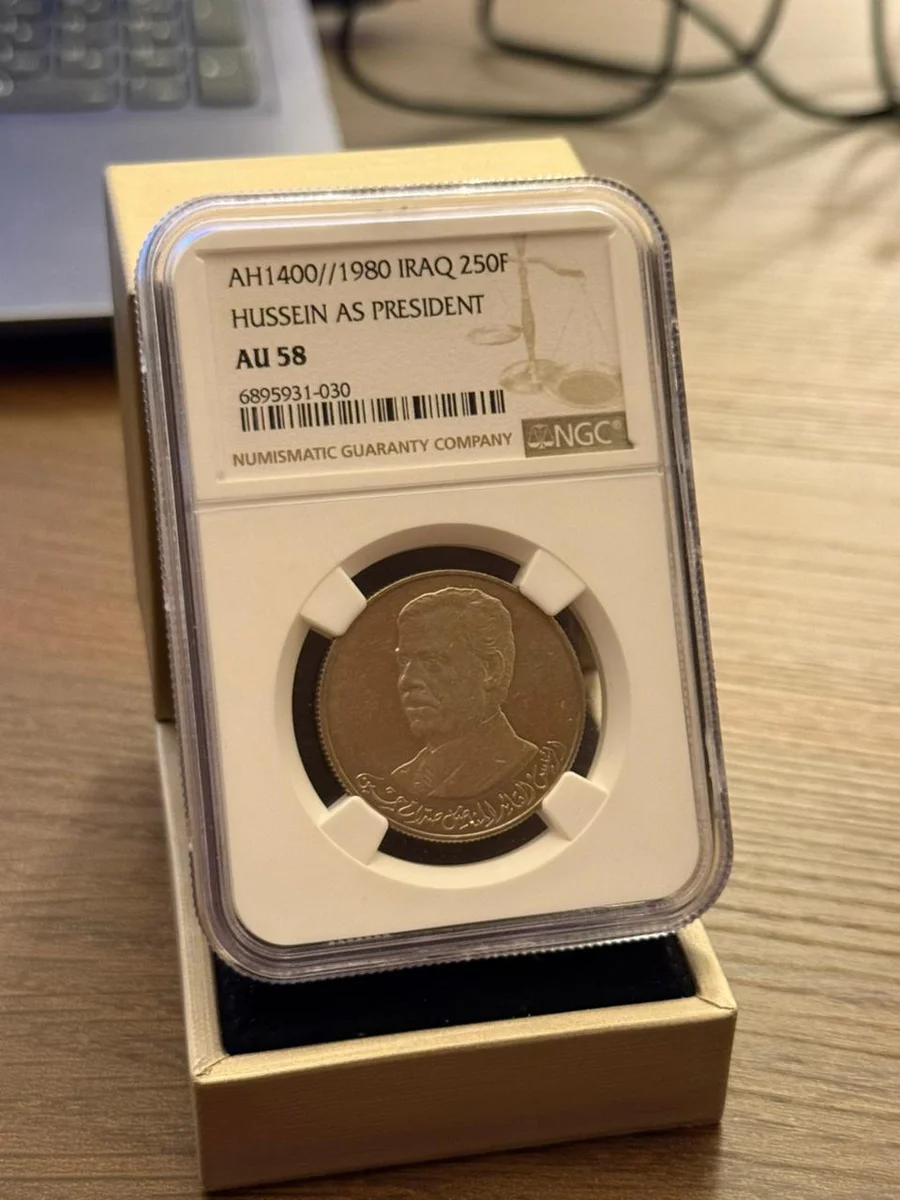 AH1400//1980 IRAQ 250F
HUSSEIN AS PRESIDENT
AU 58
6895931-030
NUMISMATIC GUARANTY COMPANY
NGC®